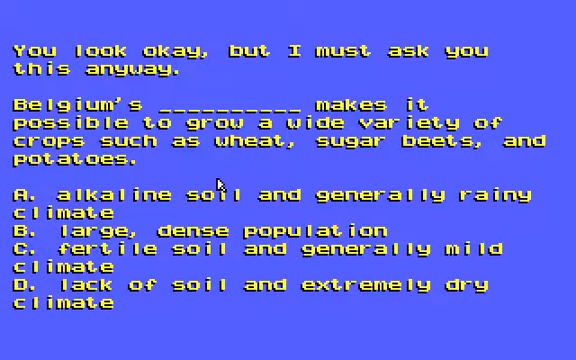 You look okay, but I must ask you
this anyway.
Belgium's __________ makes it
possible to grow a wide variety of
crops such as wheat, sugar beets, and
potatoes.
A. alkaline soil and generally rainy
climate
B. large, dense population
C. fertile soil and generally mild
climate
D. lack of soil and extremely dry
climate